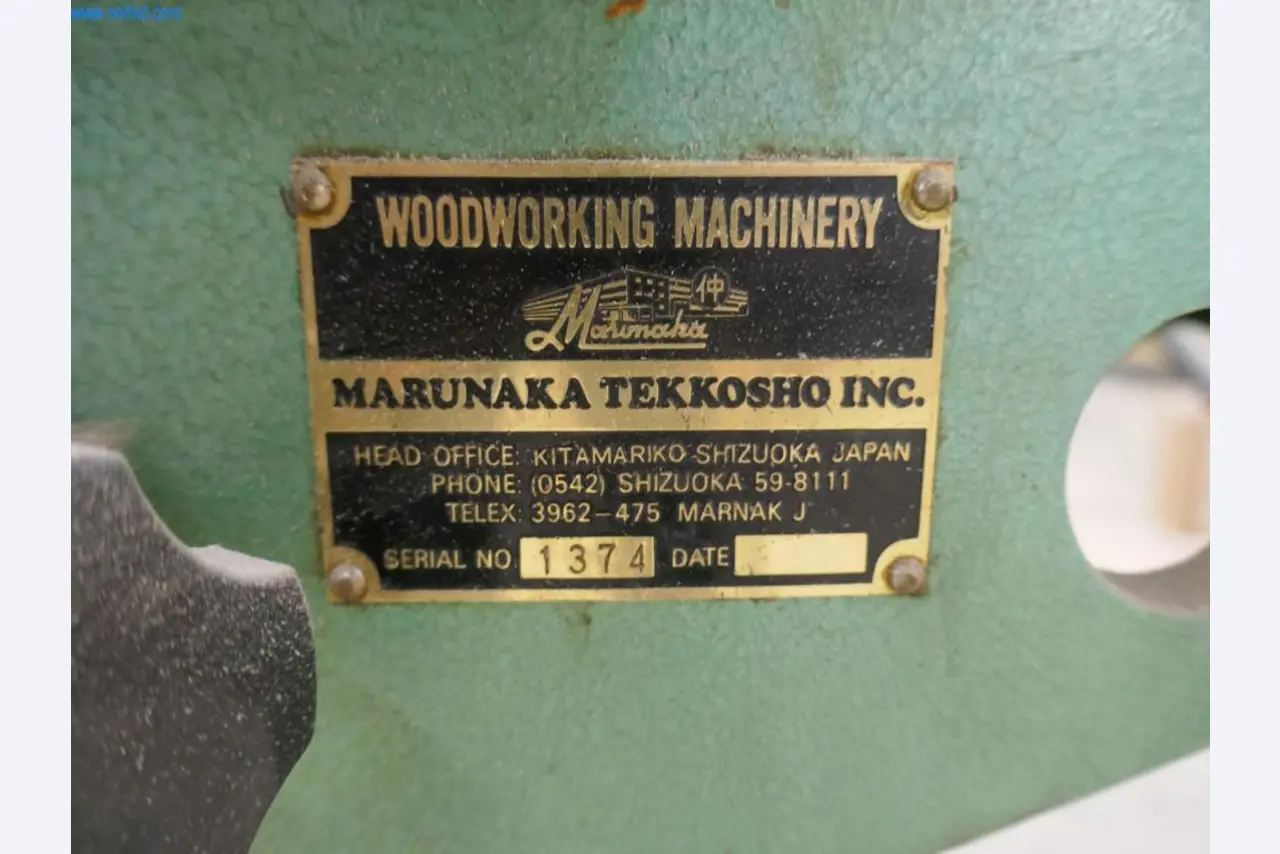 WOODWORKING MACHINERY
仲
Marunaka
MARUNAKA TEKKOSHO INC.
HEAD OFFICE: KITAMARIKO SHIZUOKA JAPAN
PHONE: (0542) SHIZUOKA 59-8111
TELEX: 3962-475 MARNAK J
SERIAL NO. 1374 DATE